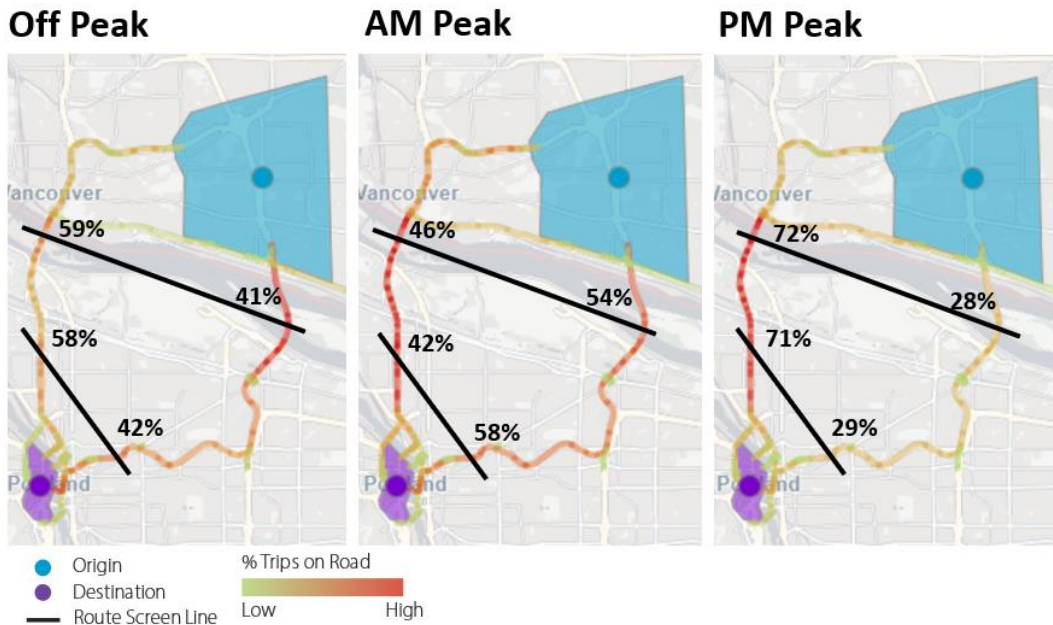 Off Peak
AM Peak
PM Peak
Vancouver
59%
41%
58%
42%
Portland
Vancouver
46%
54%
42%
58%
Portland
Vancouver
72%
28%
71%
29%
Portland
Origin
Destination
Route Screen Line
% Trips on Road
Low
High